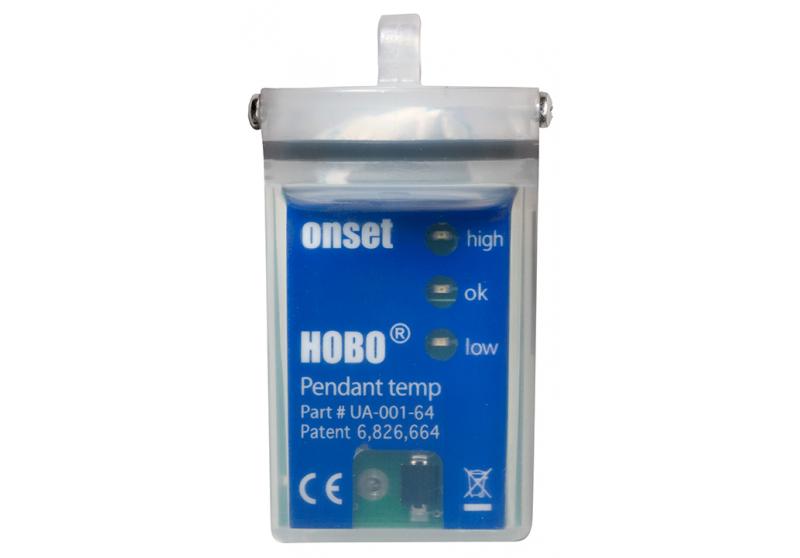 onset
high
ok
HOBO®
low
Pendant temp
Part # UA-001-64
Patent 6,826,664
CE